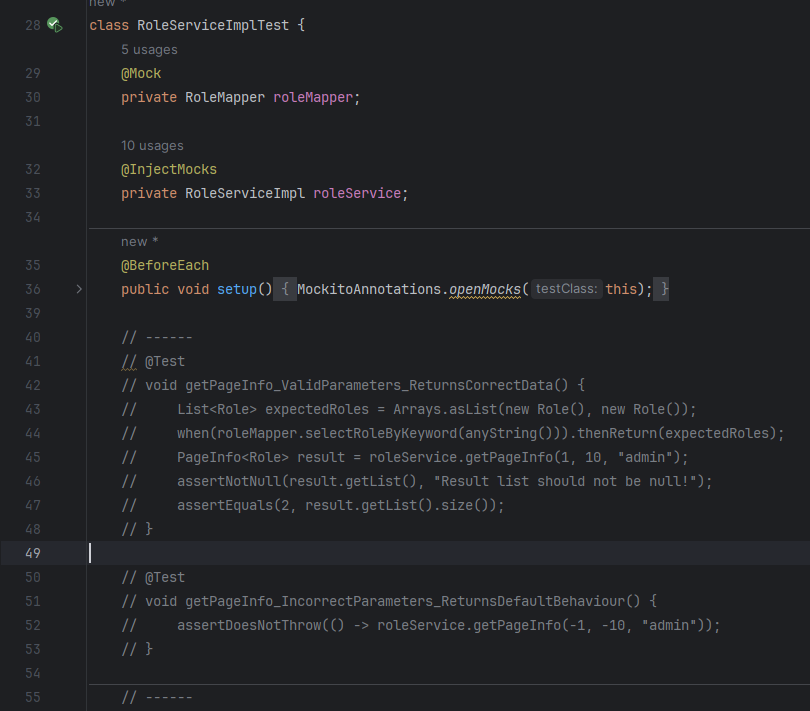 new *
28 class RoleServiceImplTest {
5 usages
29 @Mock
30 private RoleMapper roleMapper;
31
10 usages
32 @InjectMocks
33 private RoleServiceImpl roleService;
34
new *
35 @BeforeEach
36 public void setup() { MockitoAnnotations.openMocks( testClass: this); }
39
40 // ------
41 // @Test
42 // void getPageInfo_ValidParameters_ReturnsCorrectData() {
43 //     List<Role> expectedRoles = Arrays.asList(new Role(), new Role());
44 //     when(roleMapper.selectRoleByKeyword(anyString())).thenReturn(expectedRoles);
45 //     PageInfo<Role> result = roleService.getPageInfo(1, 10, "admin");
46 //     assertNotNull(result.getList(), "Result list should not be null!");
47 //     assertEquals(2, result.getList().size());
48 // }
49
50 // @Test
51 // void getPageInfo_IncorrectParameters_ReturnsDefaultBehaviour() {
52 //     assertDoesNotThrow(() -> roleService.getPageInfo(-1, -10, "admin"));
53 // }
54
55 // ------